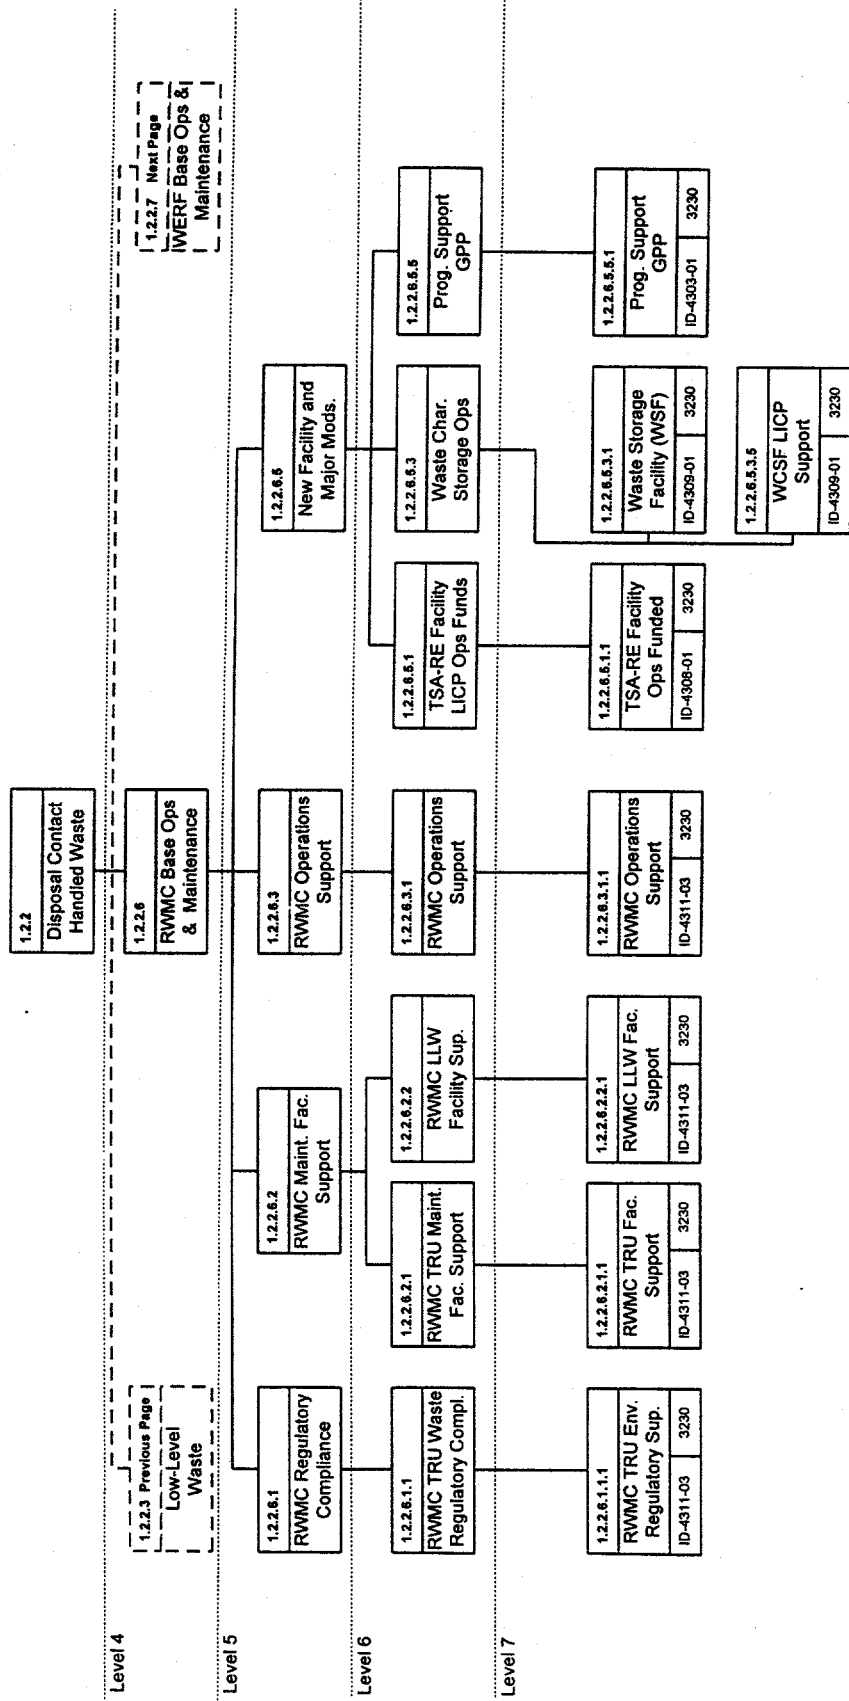 1.2.2
Disposal Contact
Handled Waste
Level 4
1.2.2.3 Previous Page
Low-Level
Waste
1.2.2.6
RWMC Base Ops
& Maintenance
1.2.2.7 Next Page
WERF Base Ops &
Maintenance
Level 5
1.2.2.6.1
RWMC Regulatory
Compliance
1.2.2.6.2
RWMC Maint. Fac.
Support
1.2.2.6.3
RWMC Operations
Support
1.2.2.6.5
New Facility and
Major Mods.
Level 6
1.2.2.6.1.1
RWMC TRU Waste
Regulatory Compl.
1.2.2.6.2.1
RWMC TRU Maint.
Fac. Support
1.2.2.6.2.2
RWMC LLW
Facility Sup.
1.2.2.6.3.1
RWMC Operations
Support
1.2.2.6.5.1
TSA-RE Facility
LICP Ops Funds
1.2.2.6.5.3
Waste Char.
Storage Ops
1.2.2.6.5.5
Prog. Support
GPP
Level 7
1.2.2.6.1.1.1
RWMC TRU Env.
Regulatory Sup.
ID-4311-03 3230
1.2.2.6.2.1.1
RWMC TRU Fac.
Support
ID-4311-03 3230
1.2.2.6.2.2.1
RWMC LLW Fac.
Support
ID-4311-03 3230
1.2.2.6.3.1.1
RWMC Operations
Support
ID-4311-03 3230
1.2.2.6.5.1.1
TSA-RE Facility
Ops Funded
ID-4308-01 3230
1.2.2.6.5.3.1
Waste Storage
Facility (WSF)
ID-4309-01 3230
1.2.2.6.5.5.1
Prog. Support
GPP
ID-4303-01 3230
1.2.2.6.5.3.5
WCSF LICP
Support
ID-4309-01 3230